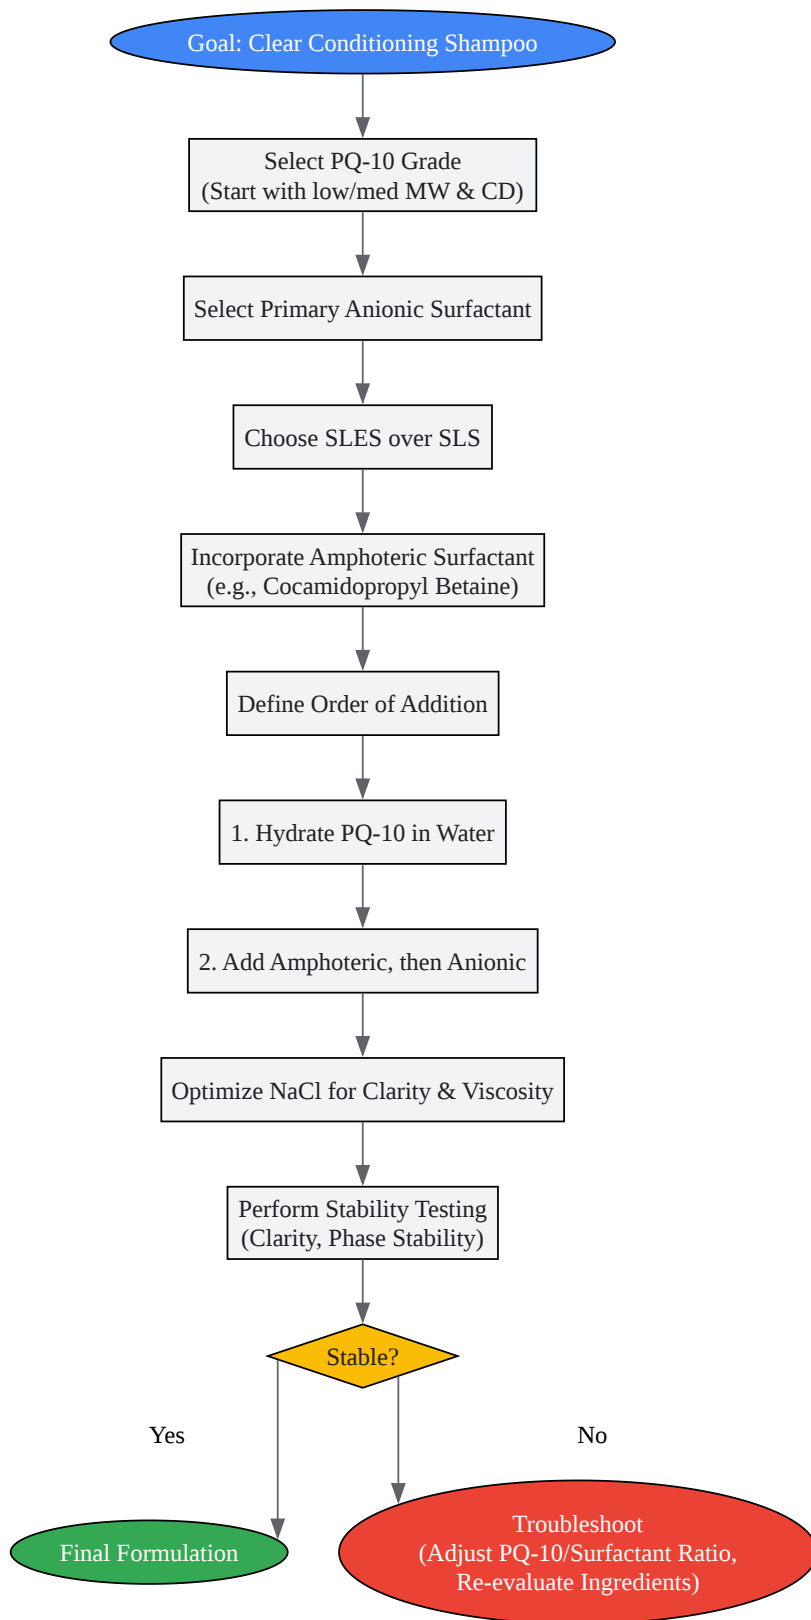 Goal: Clear Conditioning Shampoo
Select PQ-10 Grade
(Start with low/med MW & CD)
Select Primary Anionic Surfactant
Choose SLES over SLS
Incorporate Amphoteric Surfactant
(e.g., Cocamidopropyl Betaine)
Define Order of Addition
1. Hydrate PQ-10 in Water
2. Add Amphoteric, then Anionic
Optimize NaCl for Clarity & Viscosity
Perform Stability Testing
(Clarity, Phase Stability)
Stable?
Yes
No
Final Formulation
Troubleshoot
(Adjust PQ-10/Surfactant Ratio,
Re-evaluate Ingredients)